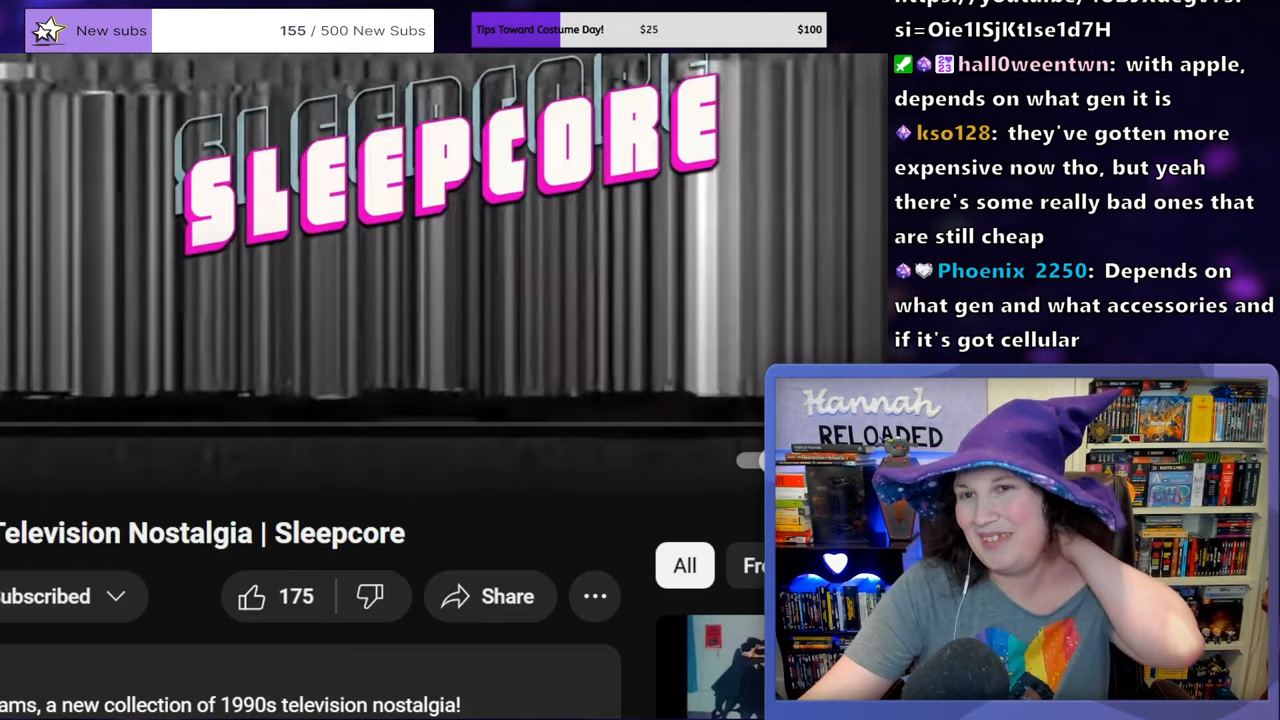 New subs
155 / 500 New Subs
Tips Toward Costume Day!
$25
$100
SLEEPCORE
SLEEPCORE
Television Nostalgia | Sleepcore
ubscribed
175
Share
All
ams, a new collection of 1990s television nostalgia!
si=Oie1lSjKtIse1d7H
hall0weentwn: with apple,
depends on what gen it is
kso128: they've gotten more
expensive now tho, but yeah
there's some really bad ones that
are still cheap
Phoenix 2250: Depends on
what gen and what accessories and
if it's got cellular
Hannah
RELOADED